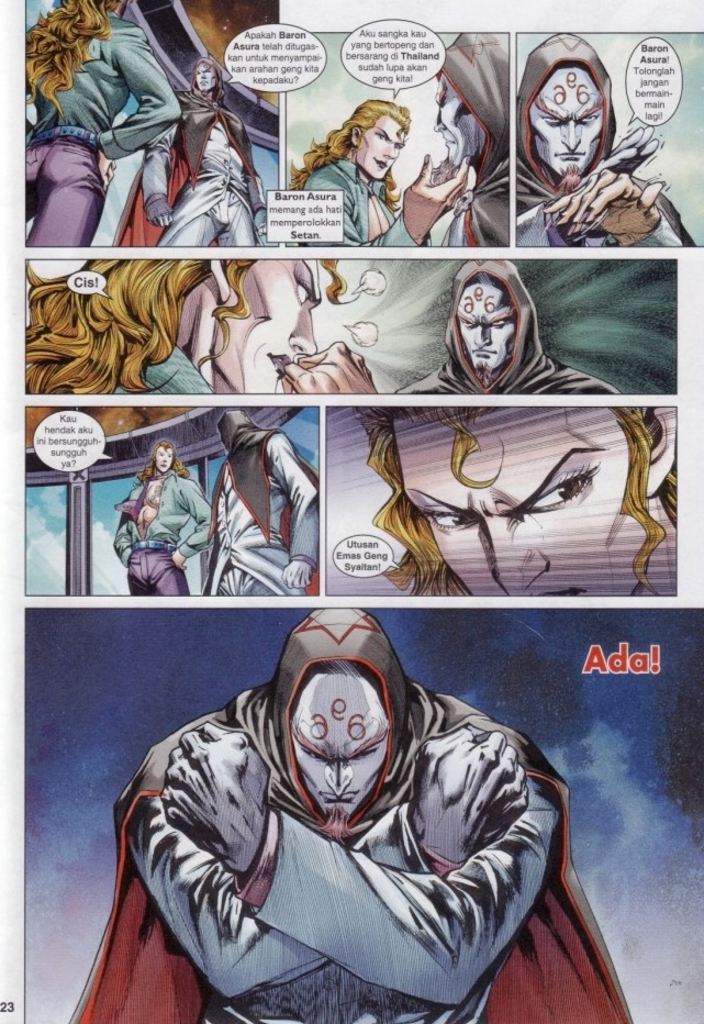 Apakah Baron
Asura telah ditugas-
kan untuk menyampai-
kan arahan geng kita
kepadaku?
Aku sangka kau
yang bertopeng dan
bersarang di Thailand
sudah lupa akan
geng kita!
Baron Asura
memang ada hati
memperolokkan
Setan.
Baron
Asura!
Tolonglah
jangan
bermain-
main
lagi!
Cis!
Kau
hendak aku
ini bersungguh-
sungguh
ya?
Utusan
Emas Geng
Syaitan!
Ada!
23